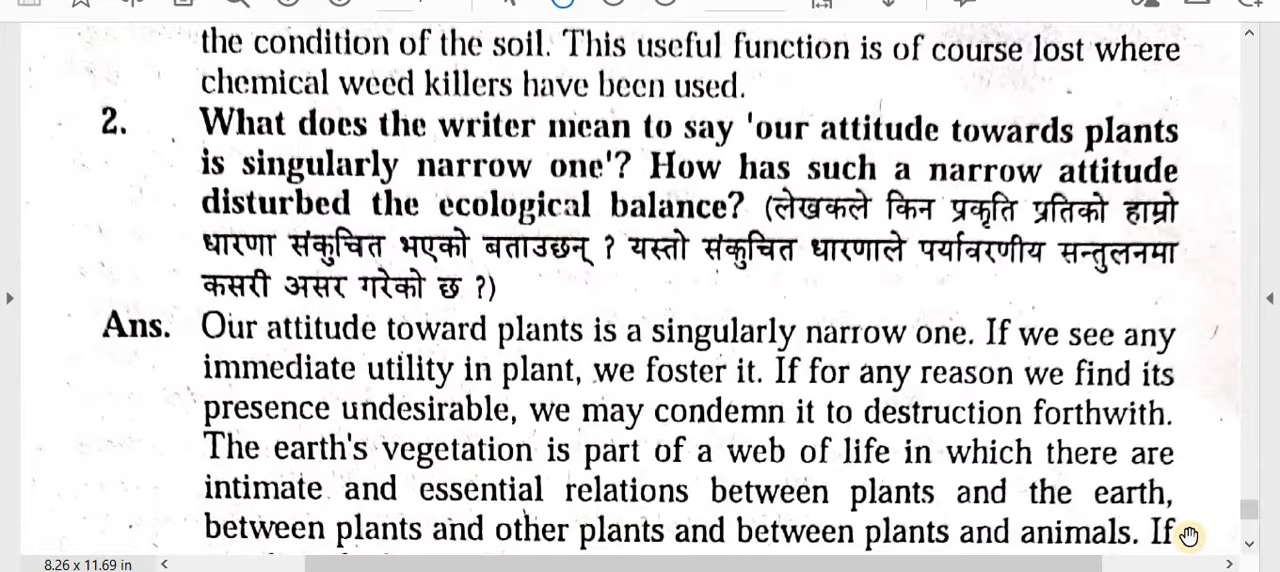 the condition of the soil. This useful function is of course lost where
chemical weed killers have been used.
2. What does the writer mean to say 'our attitude towards plants
is singularly narrow one'? How has such a narrow attitude
disturbed the ecological balance? (लेखकले किन प्रकृति प्रतिको हाम्रो
धारणा संकुचित भएको बताउछन् ? यस्तो संकुचित धारणाले पर्यावरणीय सन्तुलनमा
कसरी असर गरेको छ ?)
Ans. Our attitude toward plants is a singularly narrow one. If we see any
immediate utility in plant, we foster it. If for any reason we find its
presence undesirable, we may condemn it to destruction forthwith.
The earth's vegetation is part of a web of life in which there are
intimate and essential relations between plants and the earth,
between plants and other plants and between plants and animals. If
8.26 x 11.69 in